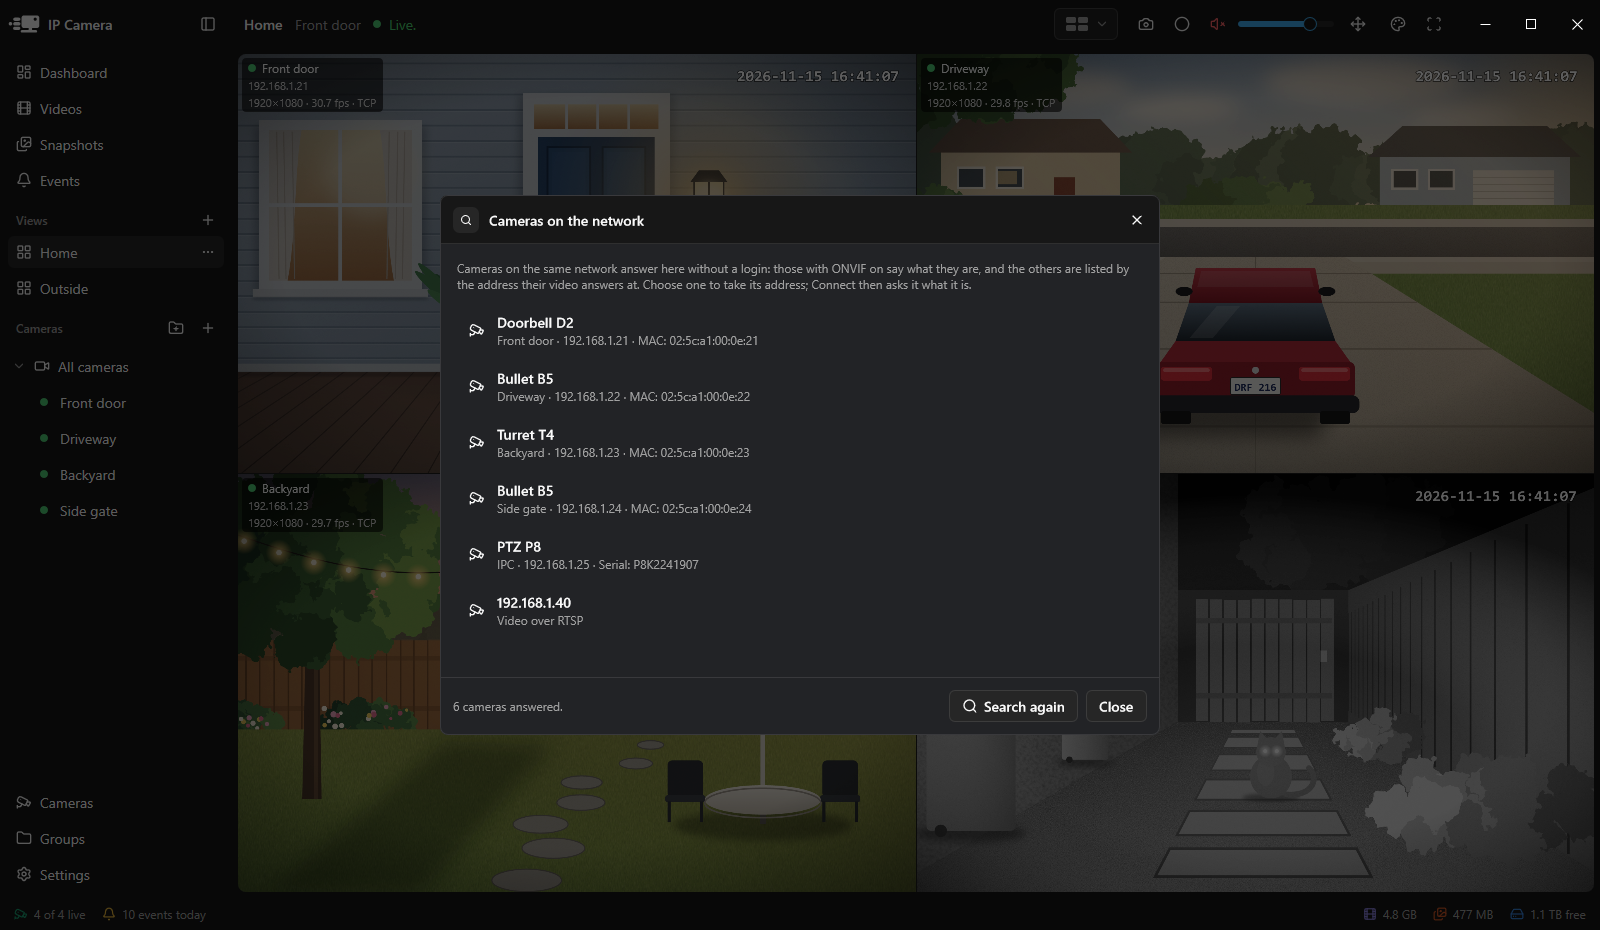 IP Camera
Home Front door Live.
Dashboard
Videos
Snapshots
Events
Views
Home
Outside
Cameras
All cameras
Front door
Driveway
Backyard
Side gate
Cameras
Groups
Settings
4 of 4 live 10 events today
Front door
192.168.1.21
1920×1080 · 30.7 fps · TCP
2026-11-15 16:41:07
Driveway
192.168.1.22
1920×1080 · 29.8 fps · TCP
2026-11-15 16:41:07
DRF 216
Backyard
192.168.1.23
1920×1080 · 29.7 fps · TCP
2026-11-15 16:41:07
Cameras on the network
Cameras on the same network answer here without a login: those with ONVIF on say what they are, and the others are listed by
the address their video answers at. Choose one to take its address; Connect then asks it what it is.
Doorbell D2
Front door · 192.168.1.21 · MAC: 02:5c:a1:00:0e:21
Bullet B5
Driveway · 192.168.1.22 · MAC: 02:5c:a1:00:0e:22
Turret T4
Backyard · 192.168.1.23 · MAC: 02:5c:a1:00:0e:23
Bullet B5
Side gate · 192.168.1.24 · MAC: 02:5c:a1:00:0e:24
PTZ P8
IPC · 192.168.1.25 · Serial: P8K2241907
192.168.1.40
Video over RTSP
6 cameras answered.
Search again
Close
4.8 GB 477 MB 1.1 TB free